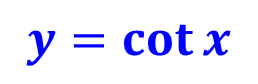 y = cot x